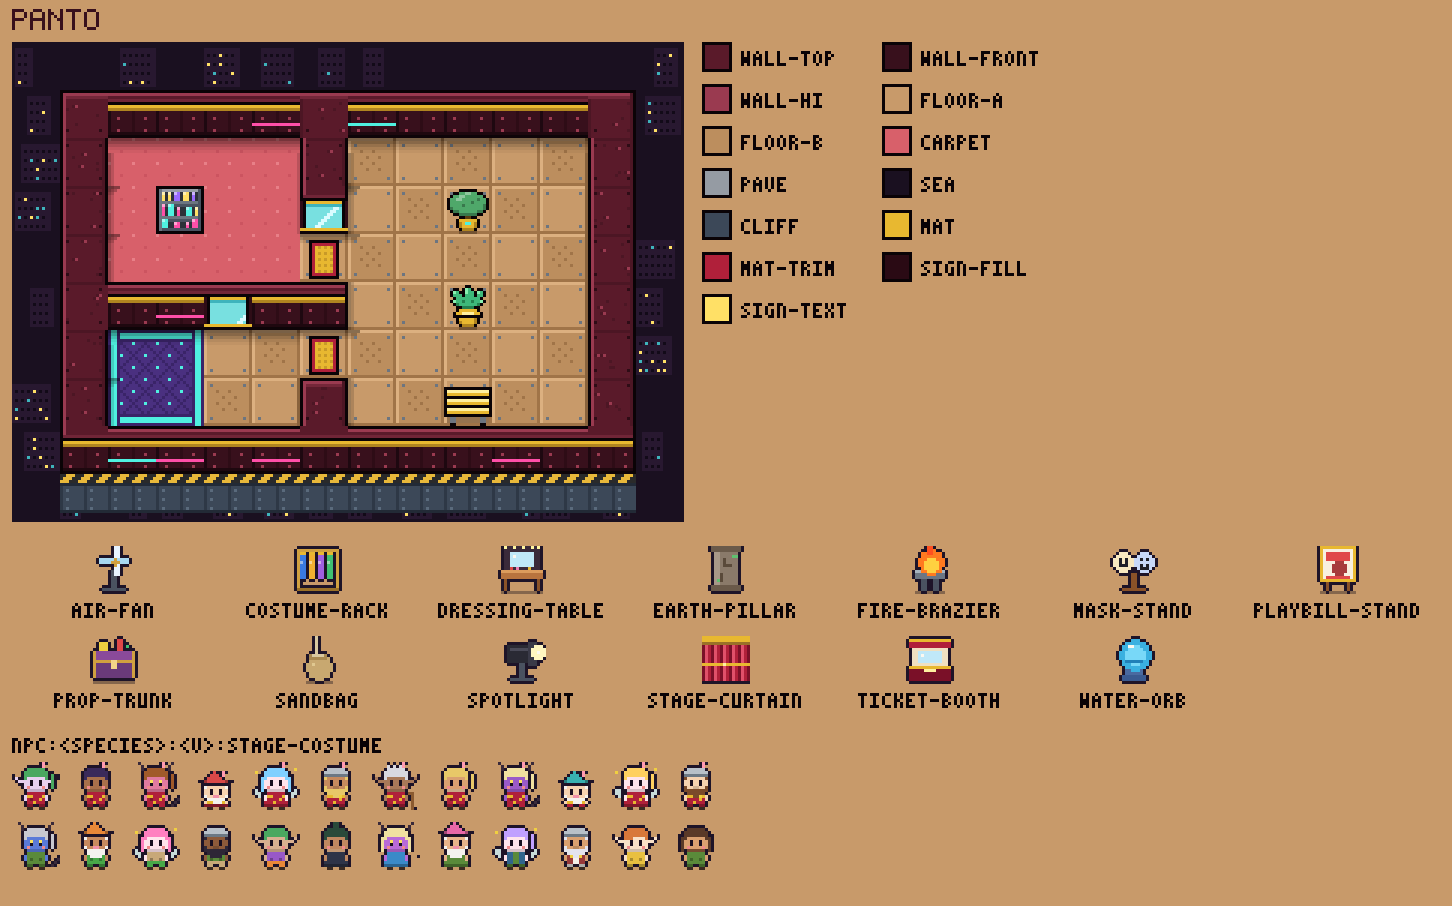 PANTO
WALL-TOP WALL-FRONT
WALL-HI FLOOR-A
FLOOR-B CARPET
PAVE SEA
CLIFF MAT
MAT-TRIM SIGN-FILL
SIGN-TEXT
AIR-FAN COSTUME-RACK DRESSING-TABLE EARTH-PILLAR FIRE-BRAZIER MASK-STAND PLAYBILL-STAND
PROP-TRUNK SANDBAG SPOTLIGHT STAGE-CURTAIN TICKET-BOOTH WATER-ORB
NPC:<SPECIES>:<V>:STAGE-COSTUME